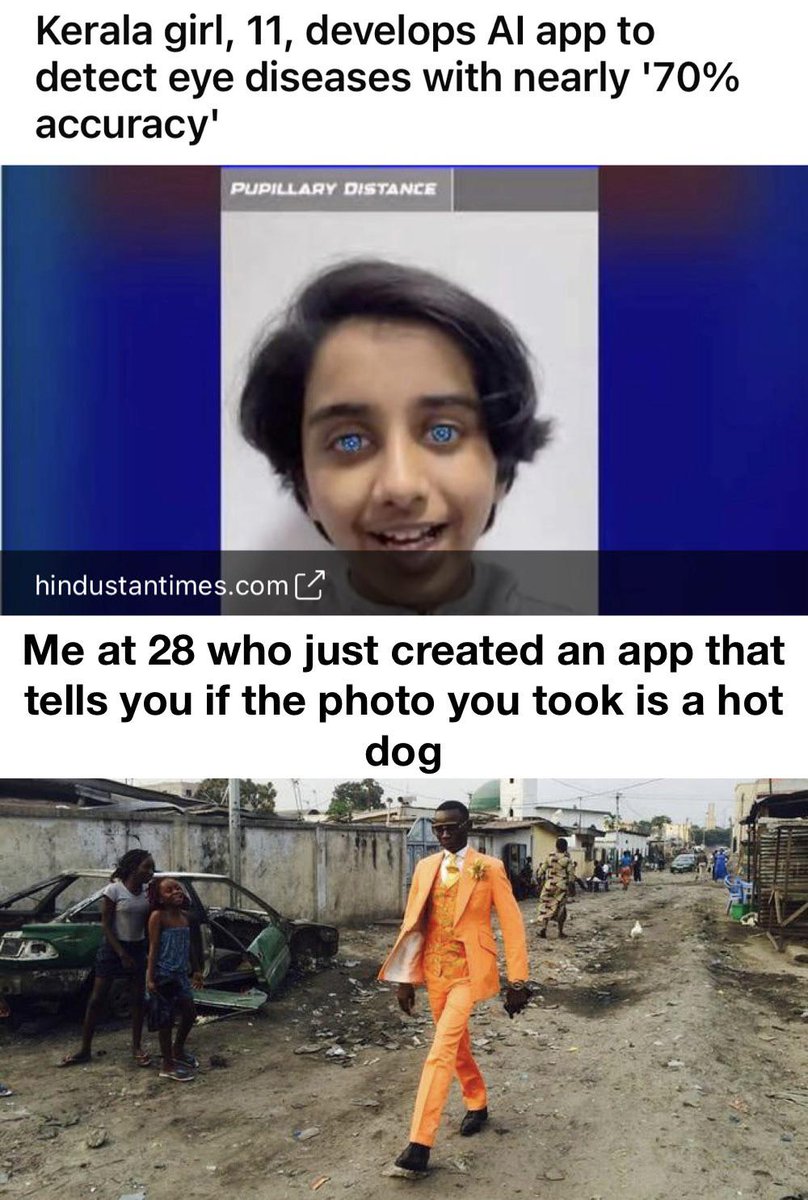 Kerala girl, 11, develops AI app to
detect eye diseases with nearly '70%
accuracy'
PUPILLARY DISTANCE
hindustantimes.com
Me at 28 who just created an app that
tells you if the photo you took is a hot
dog